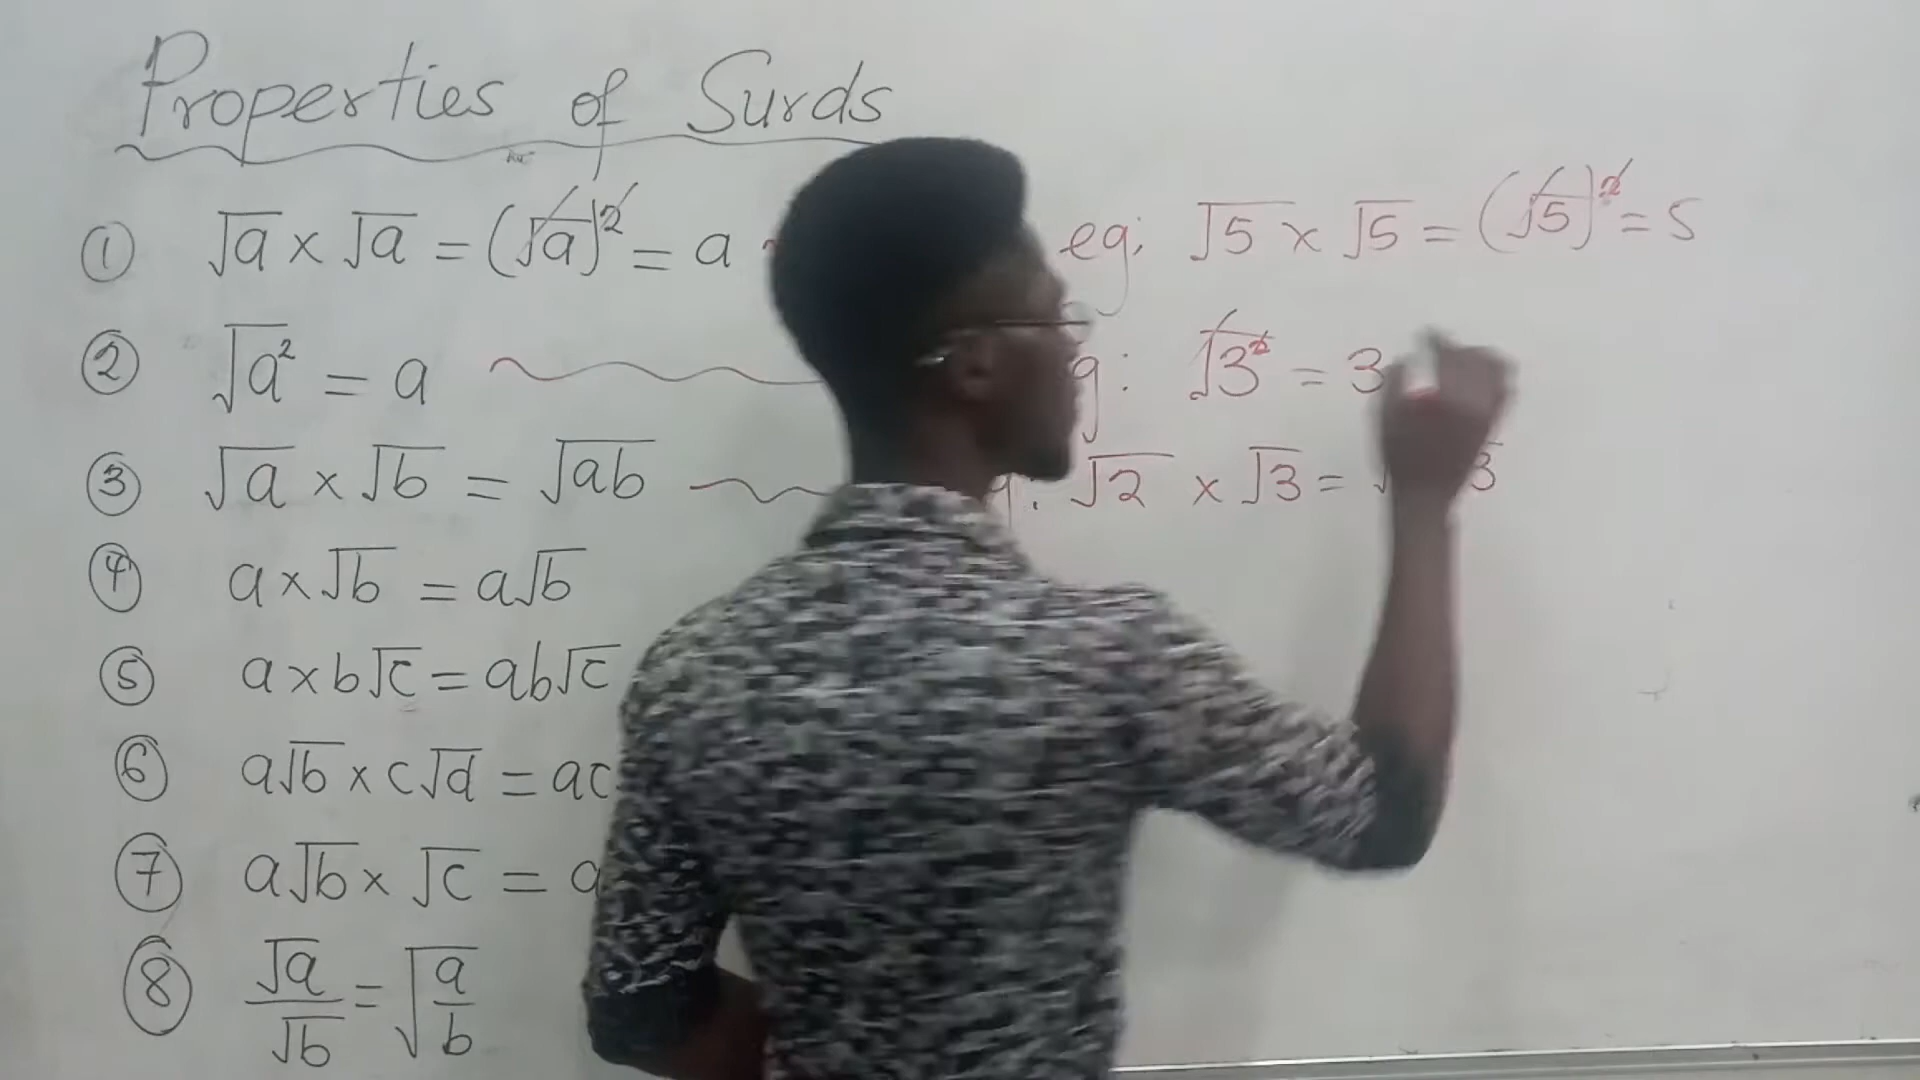 Properties of Surds
① √a × √a = (√a)² = a eg: √5 × √5 = (√5)² = 5
② √a² = a g: √3² = 3
③ √a × √b = √ab g. √2 × √3 = √ 3
④ a × √b = a√b
⑤ a × b√c = ab√c
⑥ a√b × c√d = ac
⑦ a√b × √c = a
⑧ √a/√b = √a/b